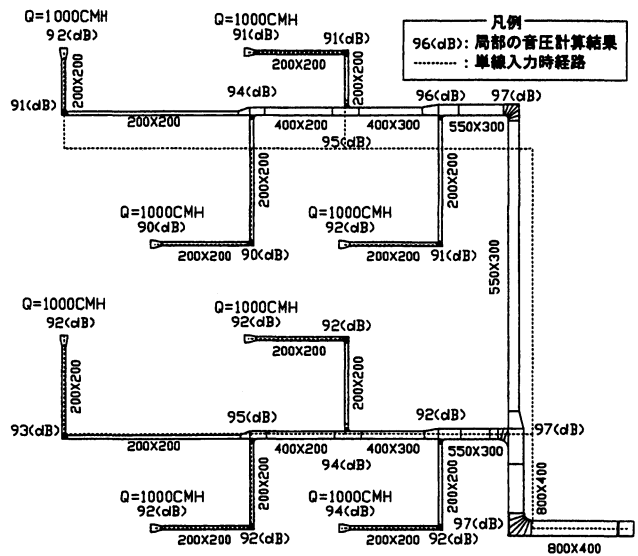 凡例
96(dB): 局部の音圧計算結果
: 単線入力時経路
Q=1000CMH
92(dB)
200X200
Q=1000CMH
91(dB)
200X200
91(dB)
200X200
91(dB)
200X200
94(dB)
400X200
95(dB)
400X300
96(dB)
550X300
97(dB)
200X200
200X200
550X300
Q=1000CMH
90(dB)
200X200
90(dB)
Q=1000CMH
92(dB)
200X200
91(dB)
Q=1000CMH
92(dB)
200X200
Q=1000CMH
92(dB)
200X200
92(dB)
200X200
93(dB)
200X200
95(dB)
400X200
94(dB)
400X300
92(dB)
550X300
97(dB)
200X200
200X200
800X400
Q=1000CMH
92(dB)
200X200
92(dB)
Q=1000CMH
94(dB)
200X200
92(dB)
97(dB)
800X400